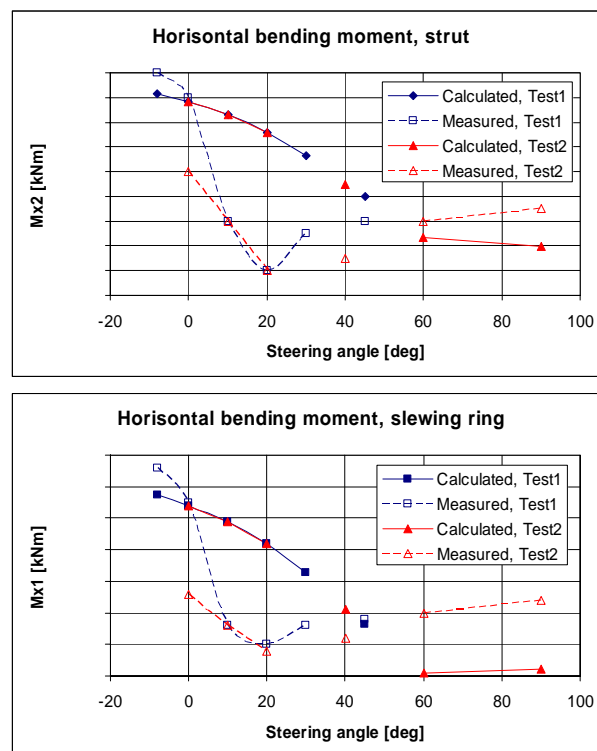 Horisontal bending moment, strut
Mx2 [kNm]
Calculated, Test1
Measured, Test1
Calculated, Test2
Measured, Test2
-20 0 20 40 60 80 100
Steering angle [deg]
Horisontal bending moment, slewing ring
Mx1 [kNm]
Calculated, Test1
Measured, Test1
Calculated, Test2
Measured, Test2
-20 0 20 40 60 80 100
Steering angle [deg]